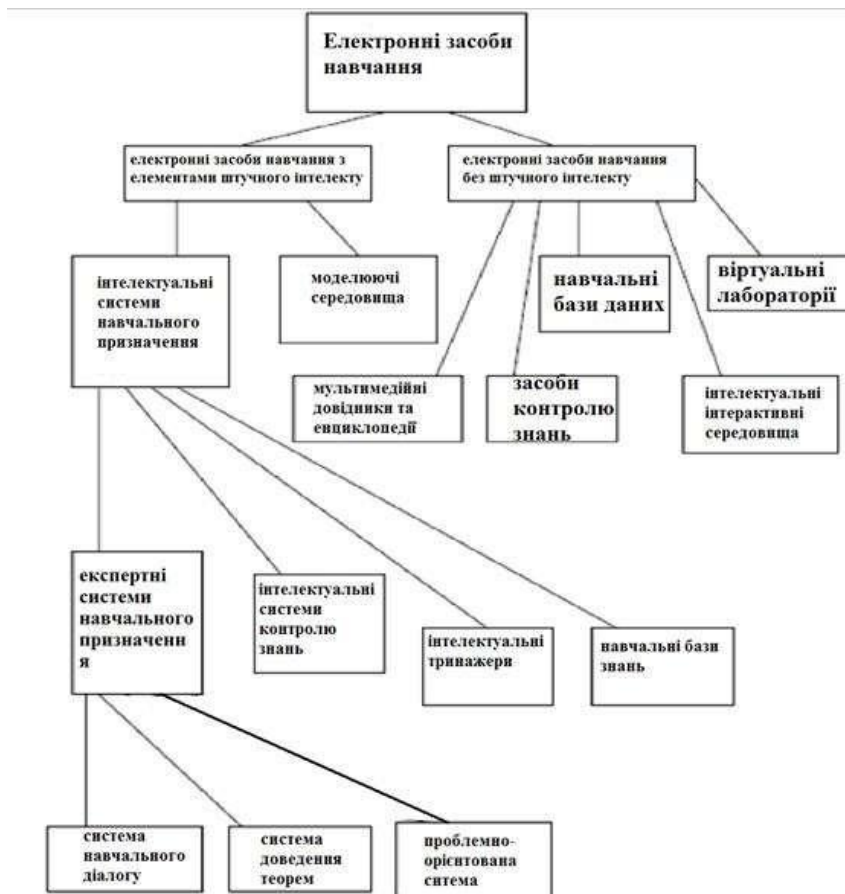 Електронні засоби
навчання
електронні засоби навчання з
елементами штучного інтелекту
електронні засоби навчання
без штучного інтелекту
інтелектуальні
системи
навчального
призначення
моделюючі
середовища
навчальні
бази даних
віртуальні
лабораторії
мультимедійні
довідники та
енциклопедії
засоби
контролю
знань
інтелектуальні
інтерактивні
середовища
експертні
системи
навчального
призначенн
я
інтелектуальні
системи
контролю
знань
інтелектуальні
тринажери
навчальні бази
знань
система
навчального
діалогу
система
доведення
теорем
проблемно-
орієнтована
ситема